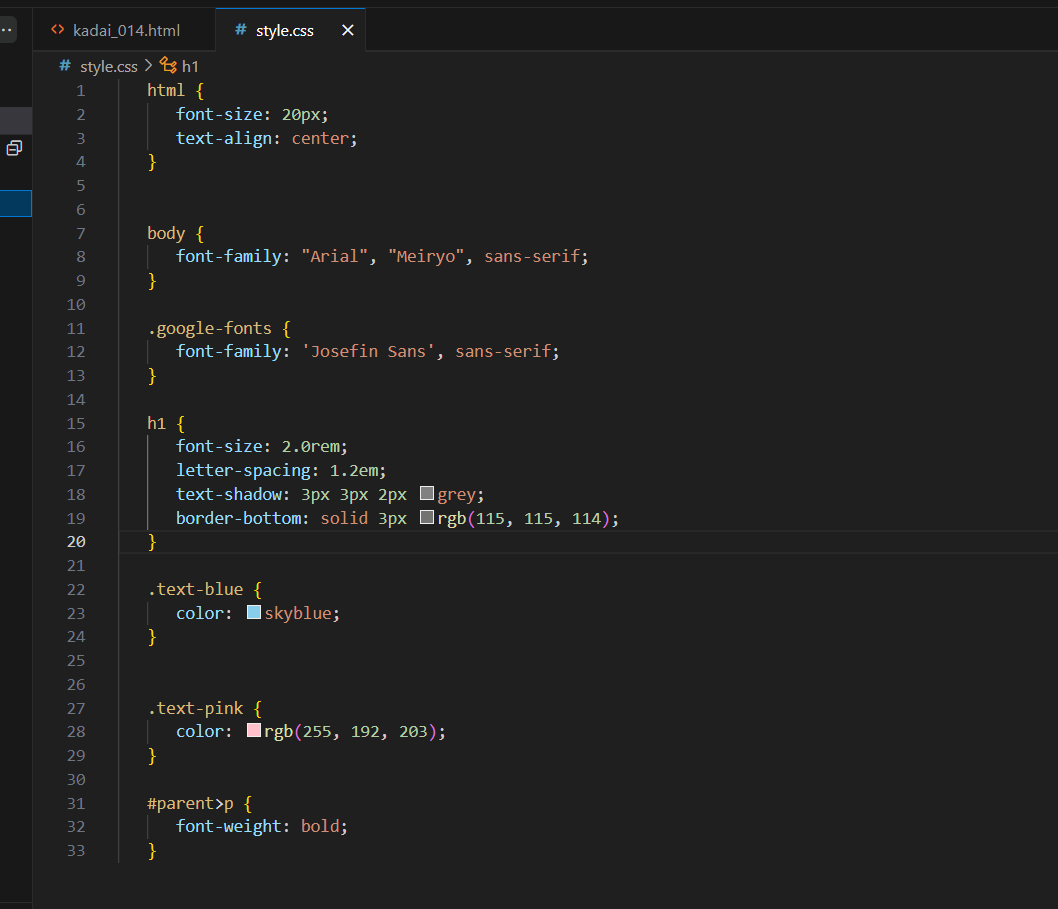 kadai_014.html
style.css
style.css > h1
1 html {
2 font-size: 20px;
3 text-align: center;
4 }
5
6
7 body {
8 font-family: "Arial", "Meiryo", sans-serif;
9 }
10
11 .google-fonts {
12 font-family: 'Josefin Sans', sans-serif;
13 }
14
15 h1 {
16 font-size: 2.0rem;
17 letter-spacing: 1.2em;
18 text-shadow: 3px 3px 2px grey;
19 border-bottom: solid 3px rgb(115, 115, 114);
20 }
21
22 .text-blue {
23 color: skyblue;
24 }
25
26
27 .text-pink {
28 color: rgb(255, 192, 203);
29 }
30
31 #parent>p {
32 font-weight: bold;
33 }